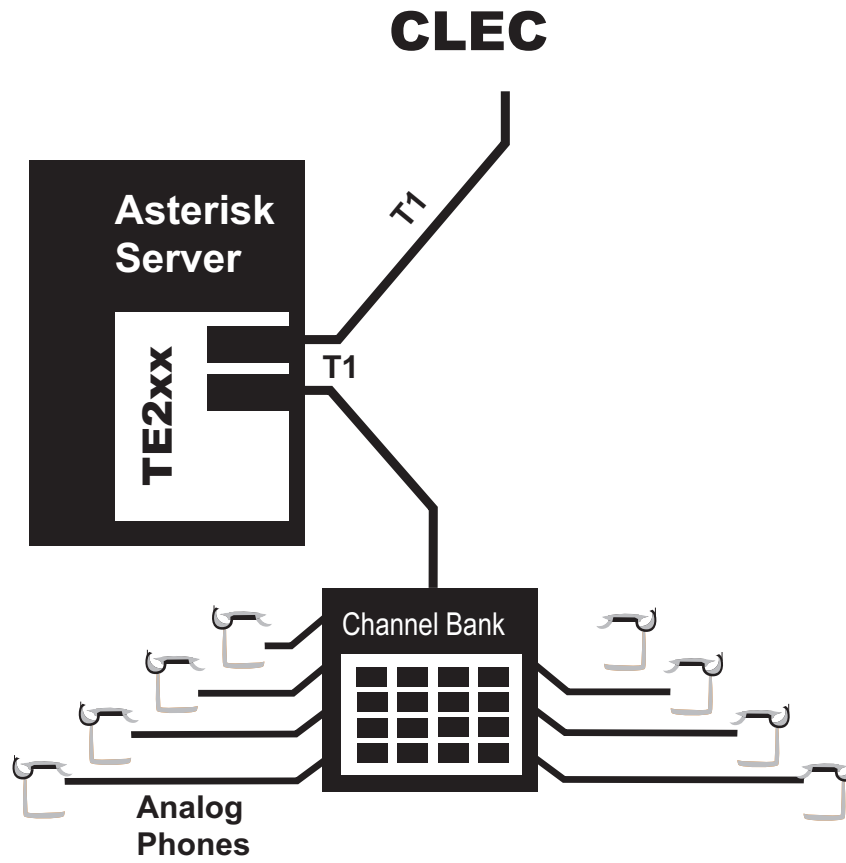 CLEC
T1
Asterisk
Server
T1
TE2xx
Channel Bank
Analog
Phones